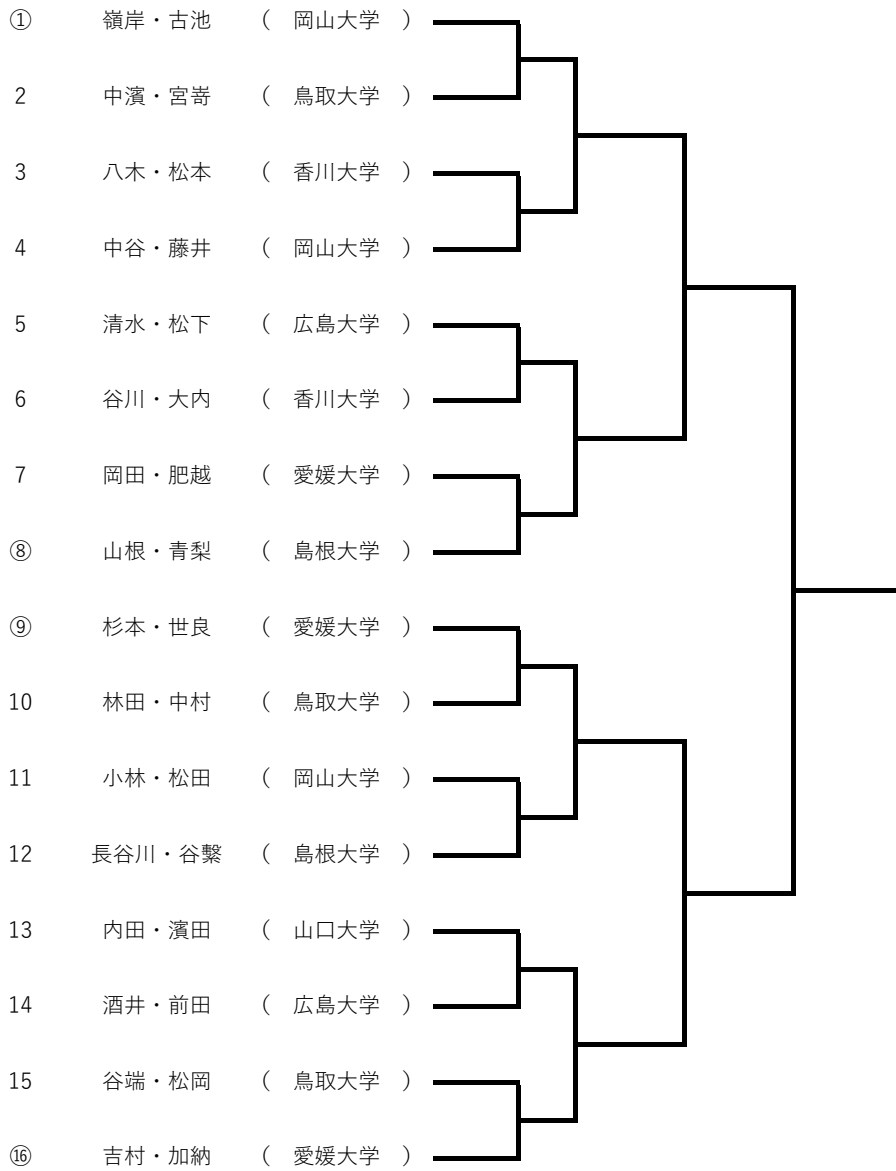 ① 嶺岸・古池 （ 岡山大学 ）
2 中濱・宮嵜 （ 鳥取大学 ）
3 八木・松本 （ 香川大学 ）
4 中谷・藤井 （ 岡山大学 ）
5 清水・松下 （ 広島大学 ）
6 谷川・大内 （ 香川大学 ）
7 岡田・肥越 （ 愛媛大学 ）
⑧ 山根・青梨 （ 島根大学 ）
⑨ 杉本・世良 （ 愛媛大学 ）
10 林田・中村 （ 鳥取大学 ）
11 小林・松田 （ 岡山大学 ）
12 長谷川・谷繫 （ 島根大学 ）
13 内田・濱田 （ 山口大学 ）
14 酒井・前田 （ 広島大学 ）
15 谷端・松岡 （ 鳥取大学 ）
⑯ 吉村・加納 （ 愛媛大学 ）